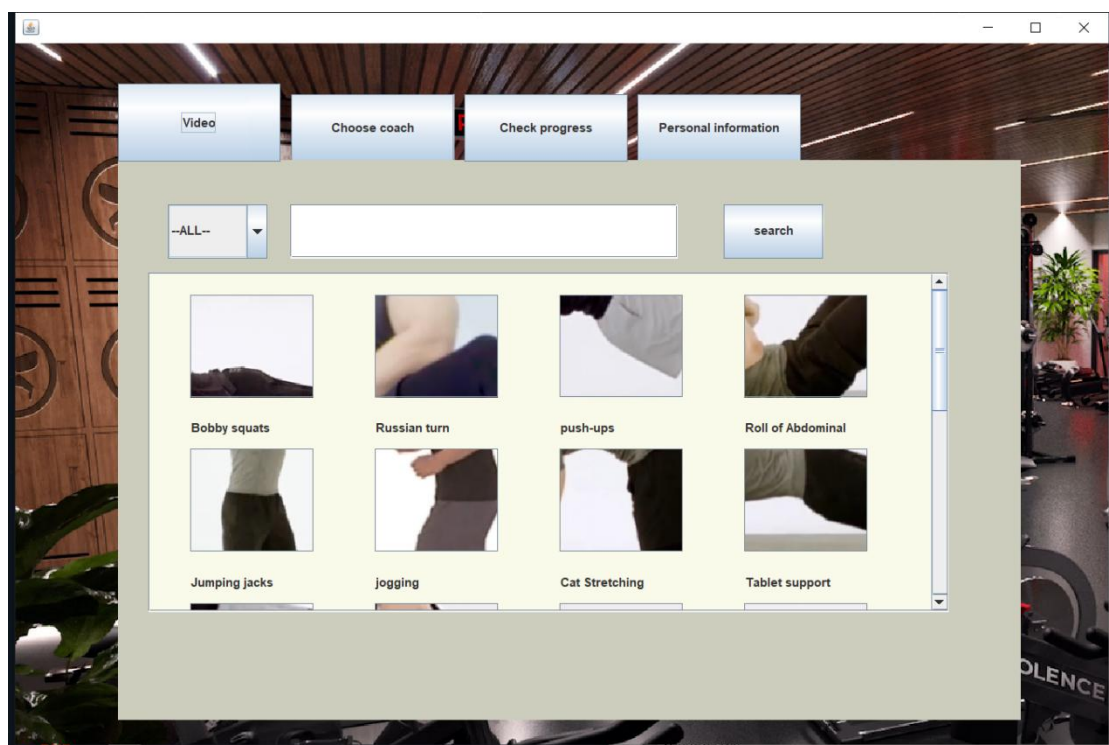 Video
Choose coach
Check progress
Personal information
--ALL--
search
Bobby squats
Russian turn
push-ups
Roll of Abdominal
Jumping jacks
jogging
Cat Stretching
Tablet support
OLENCE